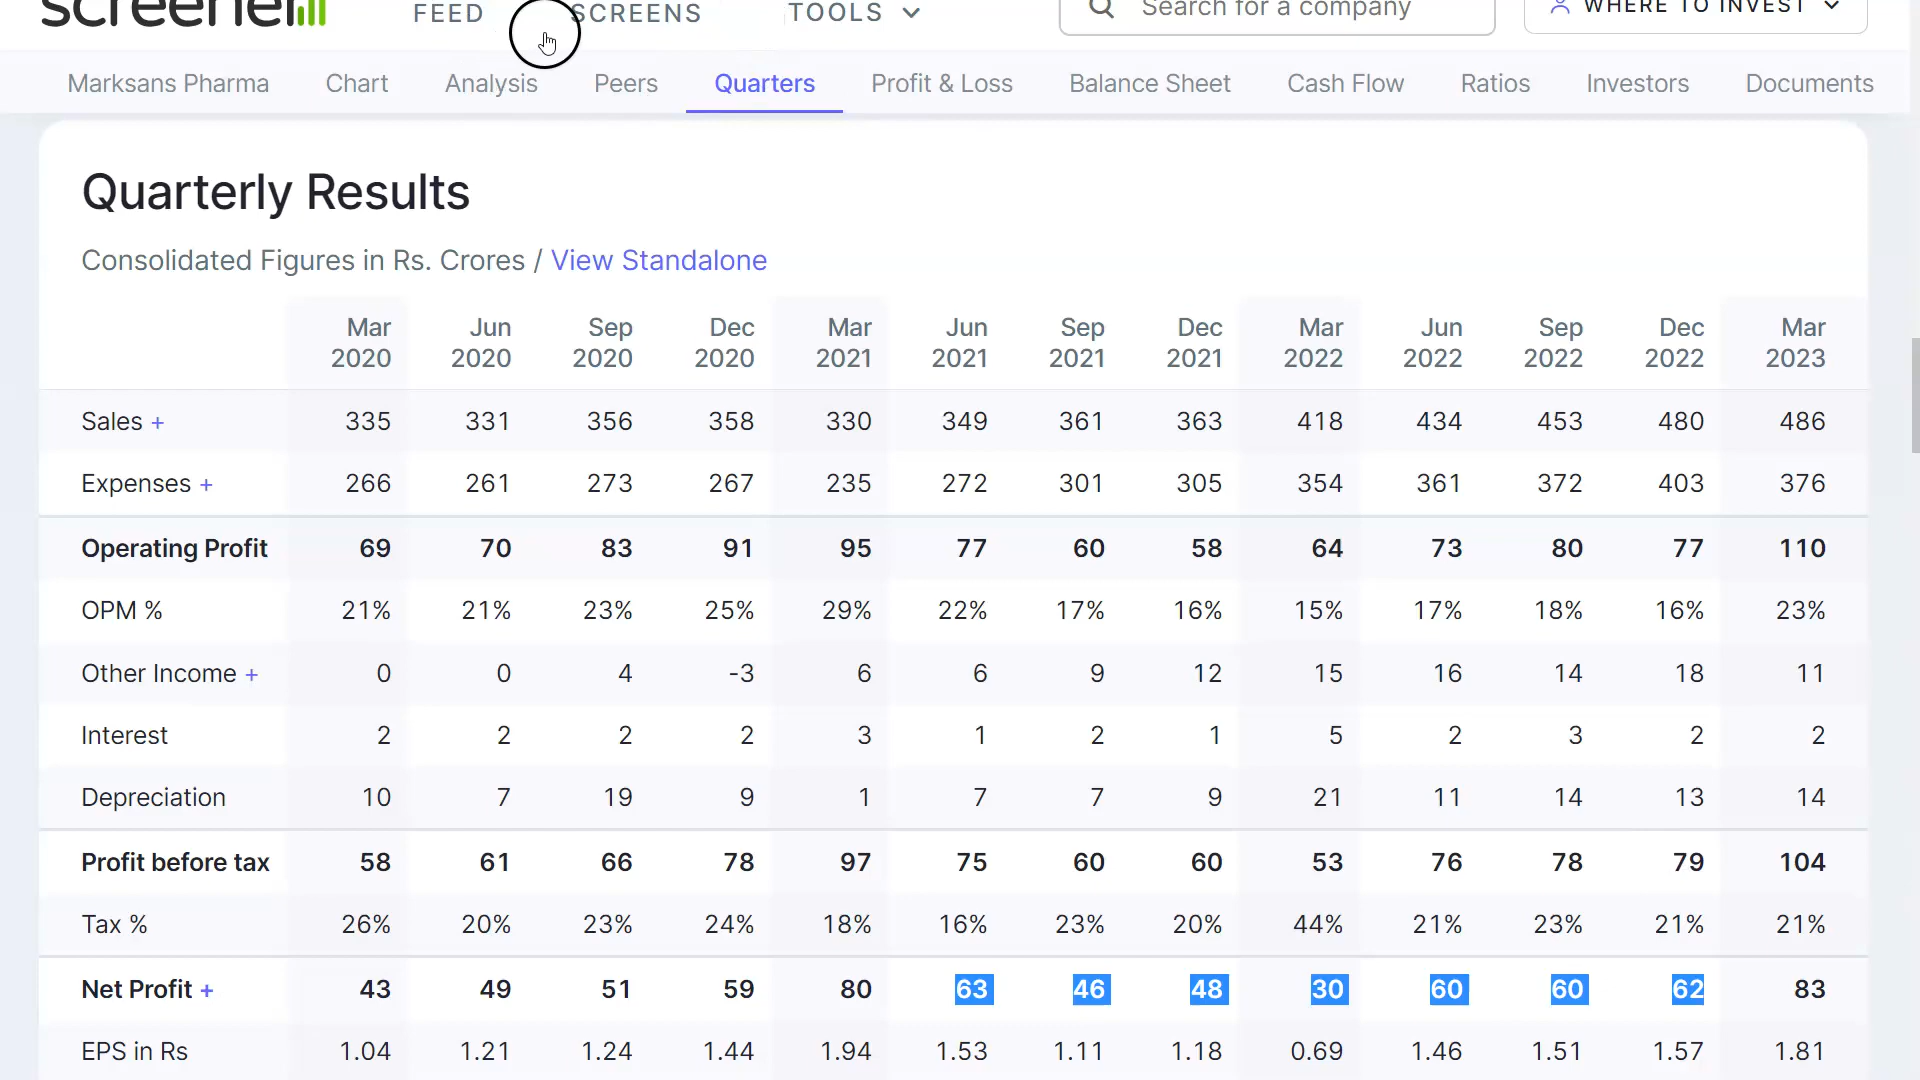 screener
FEED SCREENS TOOLS Search for a company WHERE TO INVEST
Marksans Pharma Chart Analysis Peers Quarters Profit & Loss Balance Sheet Cash Flow Ratios Investors Documents
Quarterly Results
Consolidated Figures in Rs. Crores / View Standalone
Mar 2020 Jun 2020 Sep 2020 Dec 2020 Mar 2021 Jun 2021 Sep 2021 Dec 2021 Mar 2022 Jun 2022 Sep 2022 Dec 2022 Mar 2023
Sales + 335 331 356 358 330 349 361 363 418 434 453 480 486
Expenses + 266 261 273 267 235 272 301 305 354 361 372 403 376
Operating Profit 69 70 83 91 95 77 60 58 64 73 80 77 110
OPM % 21% 21% 23% 25% 29% 22% 17% 16% 15% 17% 18% 16% 23%
Other Income + 0 0 4 -3 6 6 9 12 15 16 14 18 11
Interest 2 2 2 2 3 1 2 1 5 2 3 2 2
Depreciation 10 7 19 9 1 7 7 9 21 11 14 13 14
Profit before tax 58 61 66 78 97 75 60 60 53 76 78 79 104
Tax % 26% 20% 23% 24% 18% 16% 23% 20% 44% 21% 23% 21% 21%
Net Profit + 43 49 51 59 80 63 46 48 30 60 60 62 83
EPS in Rs 1.04 1.21 1.24 1.44 1.94 1.53 1.11 1.18 0.69 1.46 1.51 1.57 1.81